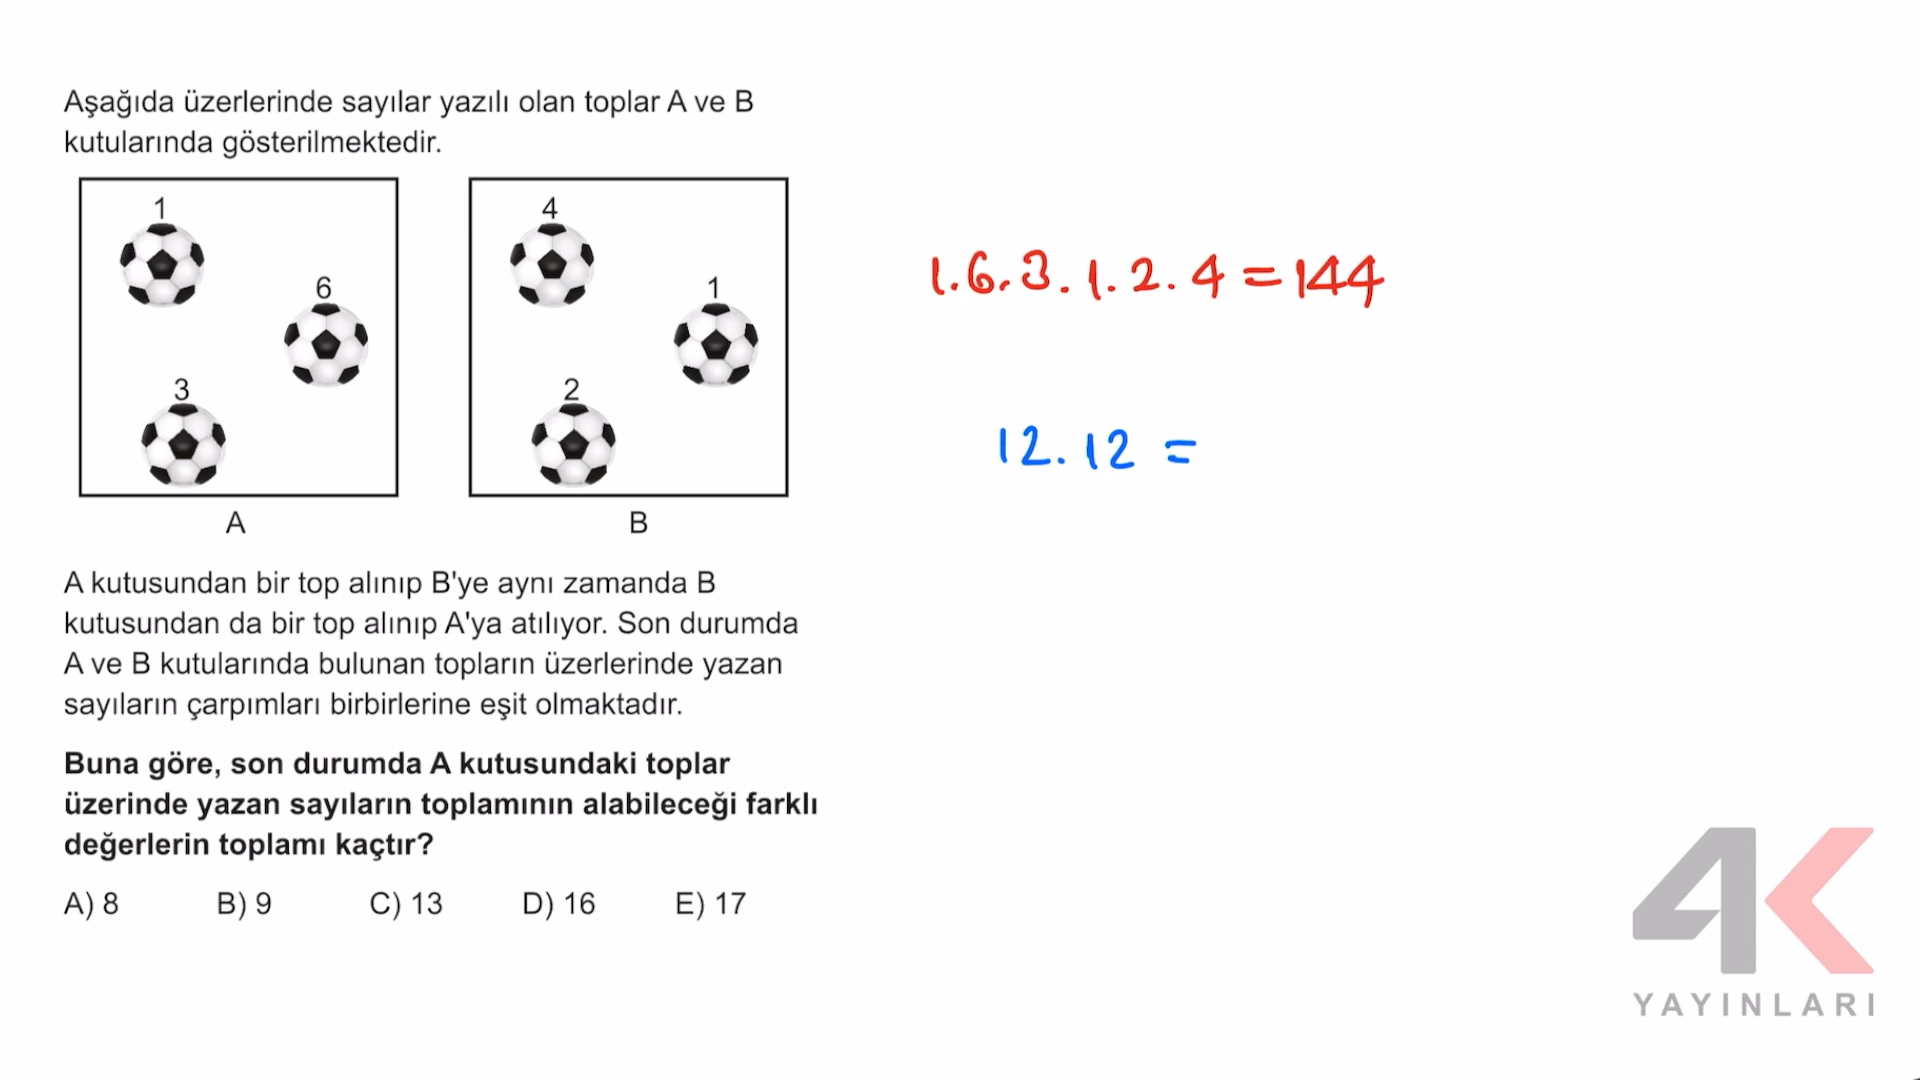 Aşağıda üzerlerinde sayılar yazılı olan toplar A ve B
kutularında gösterilmektedir.
1
6
3
A
4
1
2
B
1.6.3.1.2.4 = 144
12.12 =
A kutusundan bir top alınıp B'ye aynı zamanda B
kutusundan da bir top alınıp A'ya atılıyor. Son durumda
A ve B kutularında bulunan topların üzerlerinde yazan
sayıların çarpımları birbirlerine eşit olmaktadır.
Buna göre, son durumda A kutusundaki toplar
üzerinde yazan sayıların toplamının alabileceği farklı
değerlerin toplamı kaçtır?
A) 8 B) 9 C) 13 D) 16 E) 17
4K
YAYINLARI